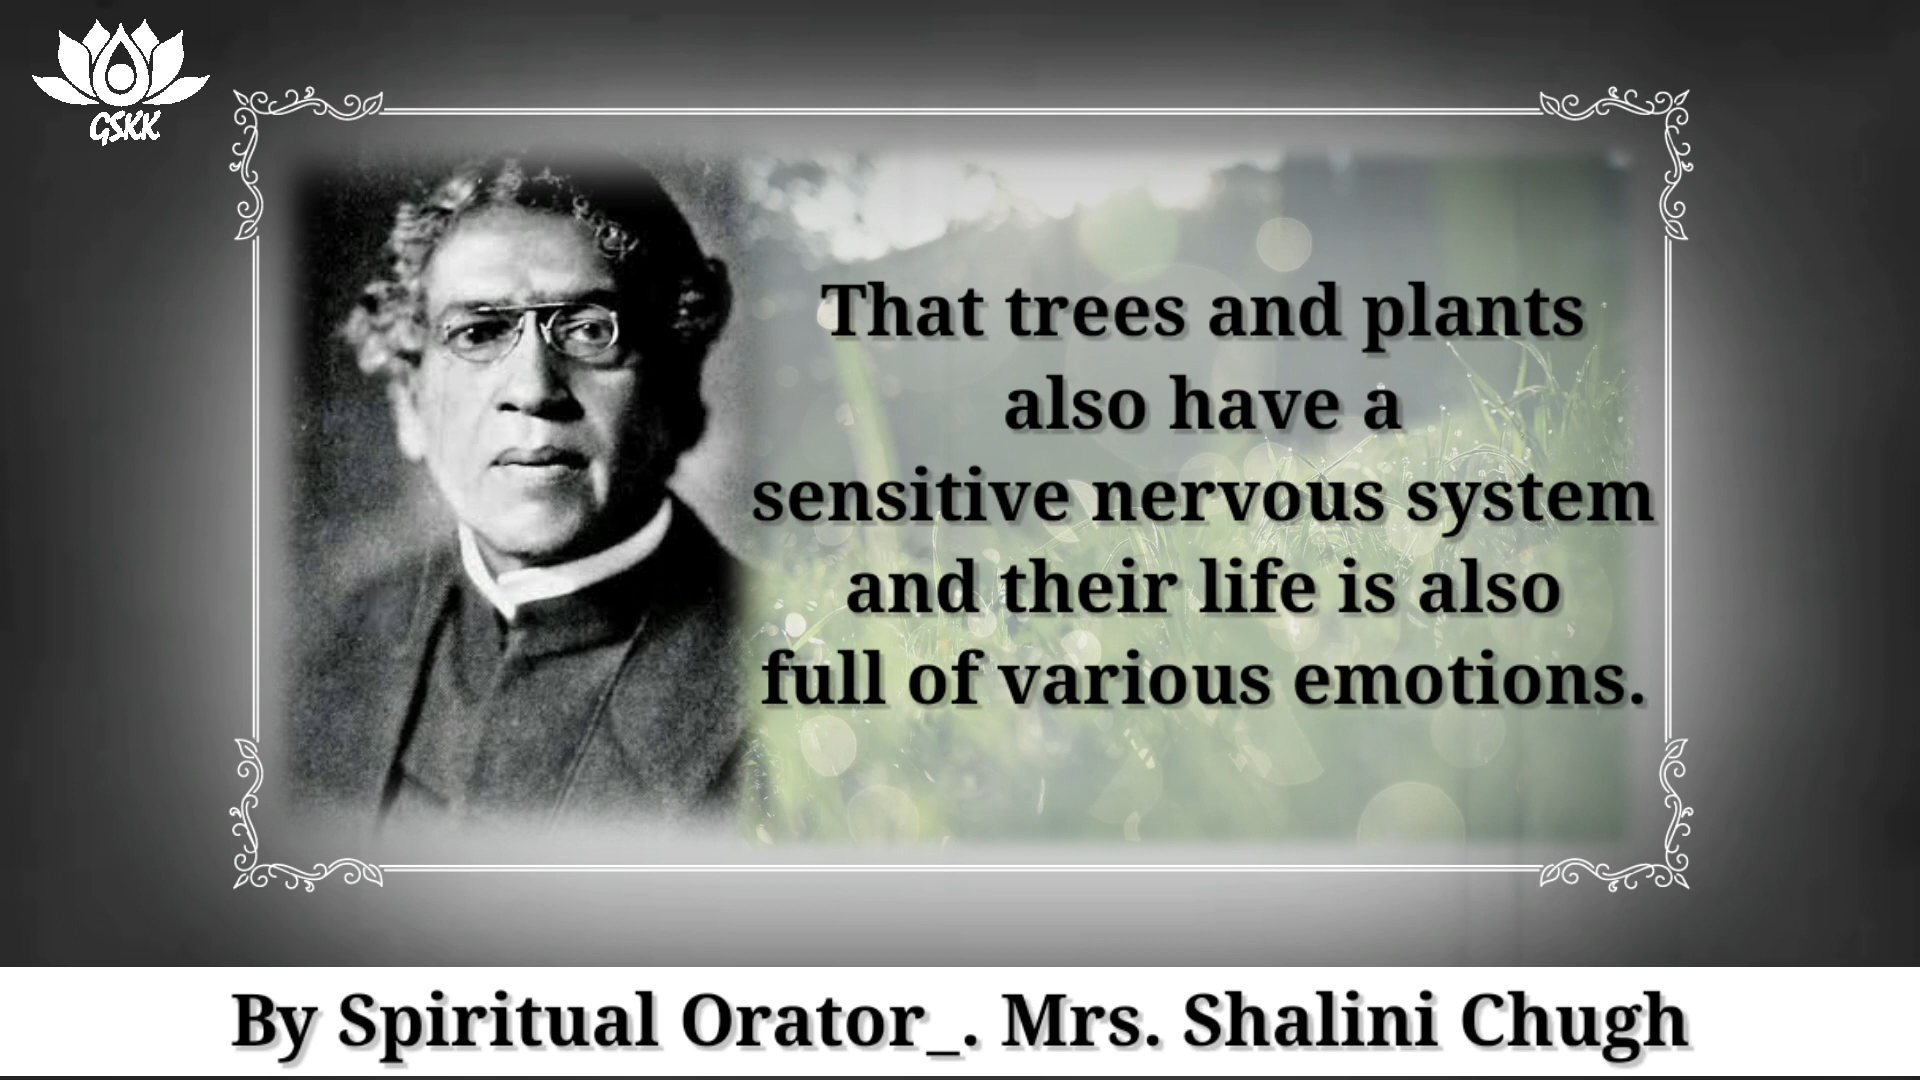 GSKK
That trees and plants
also have a
sensitive nervous system
and their life is also
full of various emotions.
By Spiritual Orator_. Mrs. Shalini Chugh